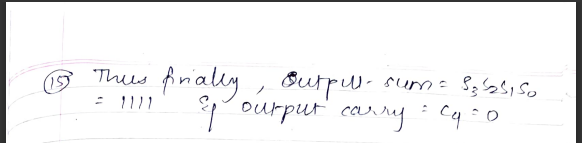 (15) Thus finally, output-sum = S3S2S1S0
= 1111 & output carry = C4 = 0